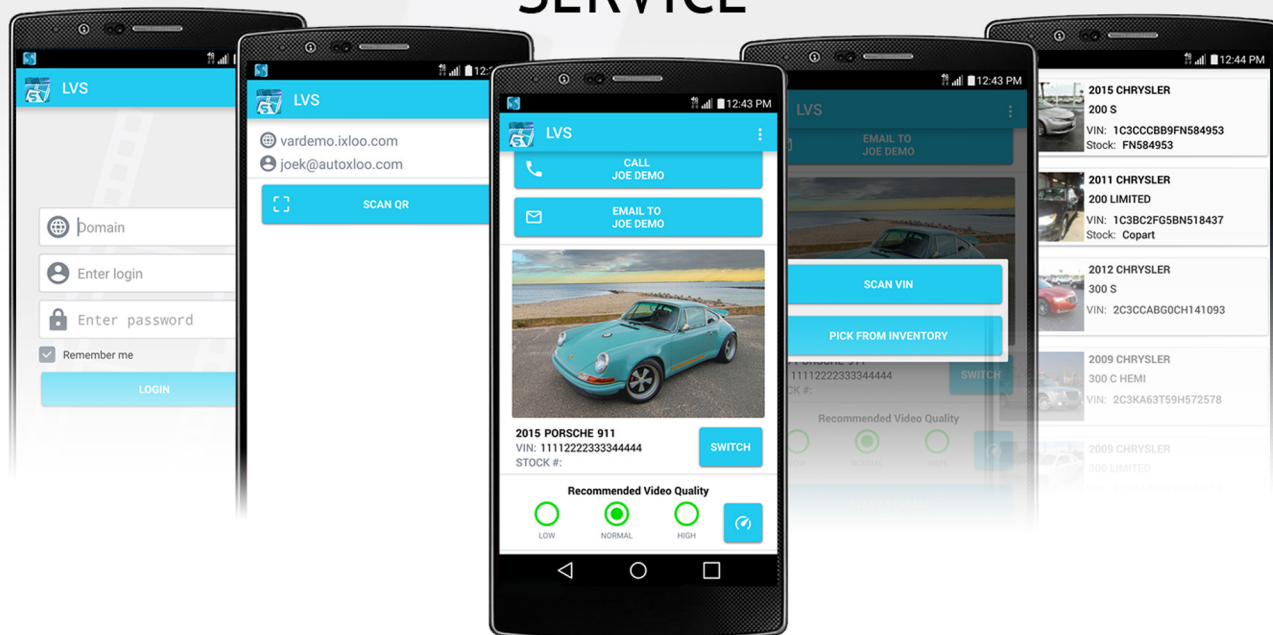 SERVICE
LVS
Domain
Enter login
Enter password
Remember me
LOGIN
LVS
vardemo.ixloo.com
joek@autoxloo.com
SCAN QR
12:43 PM
LVS
CALL
JOE DEMO
EMAIL TO
JOE DEMO
2015 PORSCHE 911
VIN: 11112222333344444
STOCK #:
SWITCH
Recommended Video Quality
LOW
NORMAL
HIGH
12:43 PM
LVS
EMAIL TO
JOE DEMO
SCAN VIN
PICK FROM INVENTORY
11112222333344444
SWITCH
Recommended Video Quality
NORMAL
12:44 PM
2015 CHRYSLER
200 S
VIN: 1C3CCCBB9FN584953
Stock: FN584953
2011 CHRYSLER
200 LIMITED
VIN: 1C3BC2FG5BN518437
Stock: Copart
2012 CHRYSLER
300 S
VIN: 2C3CCABG0CH141093
2009 CHRYSLER
300 C HEMI
VIN: 2C3KA63T59H572578
2009 CHRYSLER
300 LIMITED